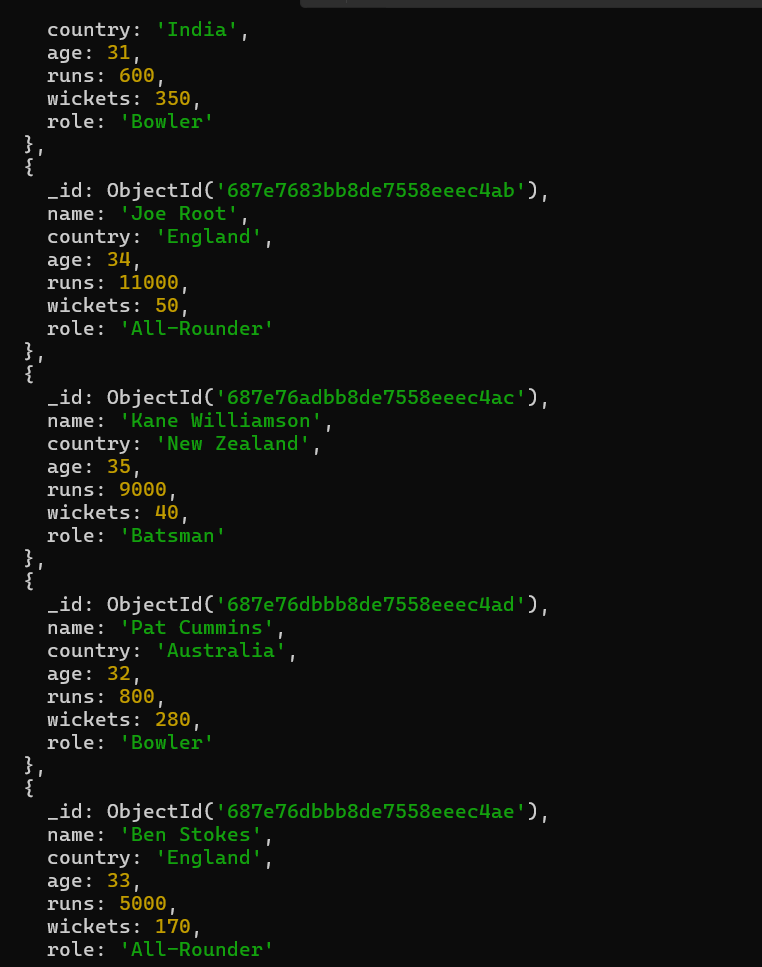 country: 'India',
age: 31,
runs: 600,
wickets: 350,
role: 'Bowler'
},
{
_id: ObjectId('687e7683bb8de7558eeec4ab'),
name: 'Joe Root',
country: 'England',
age: 34,
runs: 11000,
wickets: 50,
role: 'All-Rounder'
},
{
_id: ObjectId('687e76adbb8de7558eeec4ac'),
name: 'Kane Williamson',
country: 'New Zealand',
age: 35,
runs: 9000,
wickets: 40,
role: 'Batsman'
},
{
_id: ObjectId('687e76dbbb8de7558eeec4ad'),
name: 'Pat Cummins',
country: 'Australia',
age: 32,
runs: 800,
wickets: 280,
role: 'Bowler'
},
{
_id: ObjectId('687e76dbbb8de7558eeec4ae'),
name: 'Ben Stokes',
country: 'England',
age: 33,
runs: 5000,
wickets: 170,
role: 'All-Rounder'